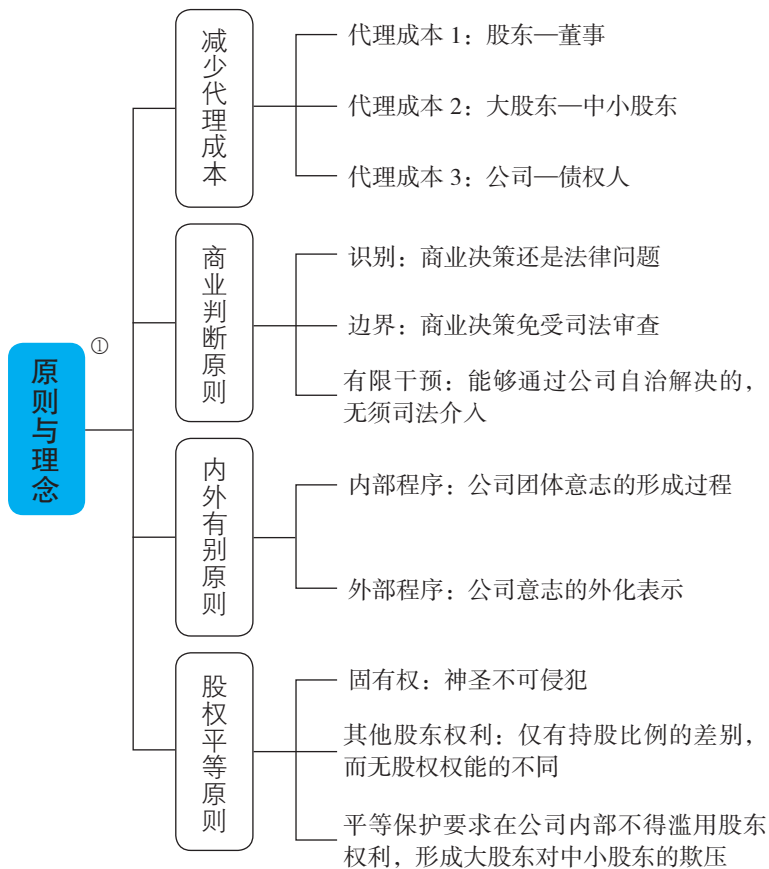 原则与理念
①
减少代理成本
代理成本 1：股东—董事
代理成本 2：大股东—中小股东
代理成本 3：公司—债权人
商业判断原则
识别：商业决策还是法律问题
边界：商业决策免受司法审查
有限干预：能够通过公司自治解决的，
无须司法介入
内外有别原则
内部程序：公司团体意志的形成过程
外部程序：公司意志的外化表示
股权平等原则
固有权：神圣不可侵犯
其他股东权利：仅有持股比例的差别，
而无股权权能的不同
平等保护要求在公司内部不得滥用股东
权利，形成大股东对中小股东的欺压